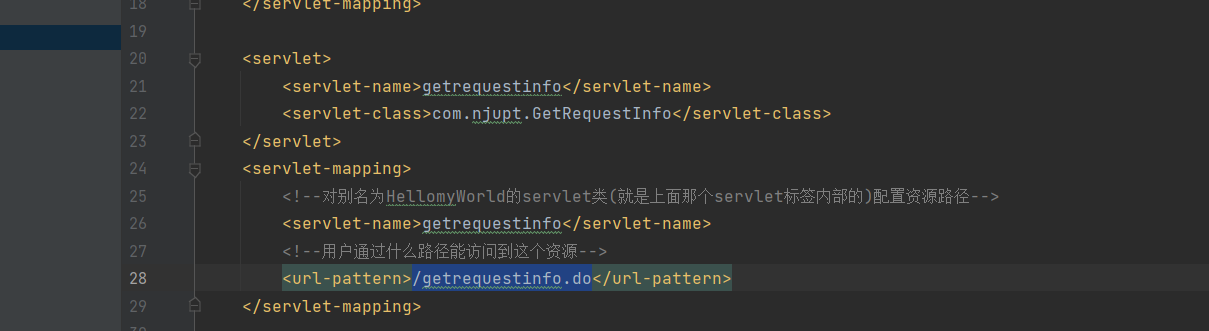 18 </servlet-mapping>
19
20 <servlet>
21 <servlet-name>getrequestinfo</servlet-name>
22 <servlet-class>com.njupt.GetRequestInfo</servlet-class>
23 </servlet>
24 <servlet-mapping>
25 <!--对别名为HellomyWorld的servlet类(就是上面那个servlet标签内部的)配置资源路径-->
26 <servlet-name>getrequestinfo</servlet-name>
27 <!--用户通过什么路径能访问到这个资源-->
28 <url-pattern>/getrequestinfo.do</url-pattern>
29 </servlet-mapping>